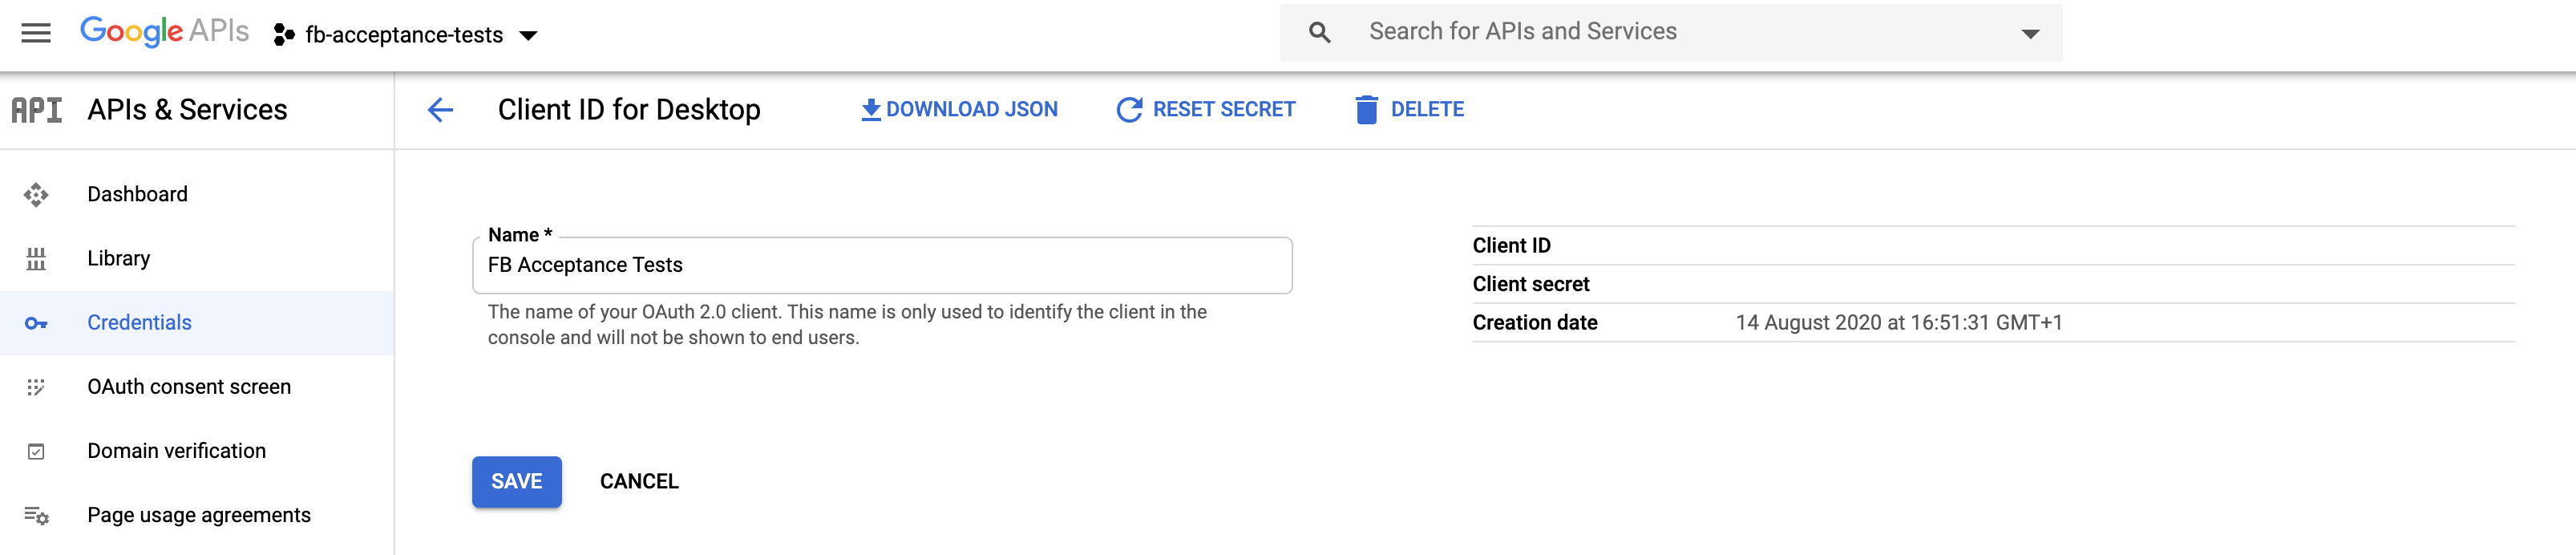 Google APIs
fb-acceptance-tests
Search for APIs and Services
API
APIs & Services
Client ID for Desktop
DOWNLOAD JSON
RESET SECRET
DELETE
Dashboard
Library
Credentials
OAuth consent screen
Domain verification
Page usage agreements
Name *
FB Acceptance Tests
The name of your OAuth 2.0 client. This name is only used to identify the client in the
console and will not be shown to end users.
SAVE
CANCEL
Client ID
Client secret
Creation date 14 August 2020 at 16:51:31 GMT+1